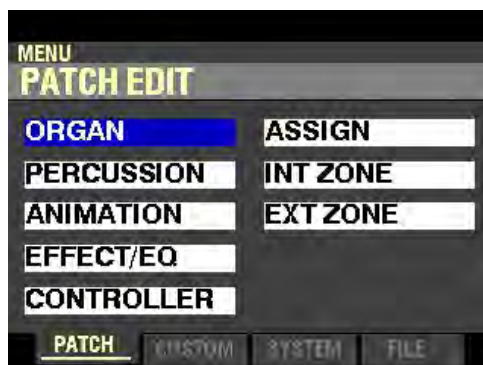 MENU
PATCH EDIT
ORGAN
PERCUSSION
ANIMATION
EFFECT/EQ
CONTROLLER
ASSIGN
INT ZONE
EXT ZONE
PATCH CUSTOM SYSTEM FILE